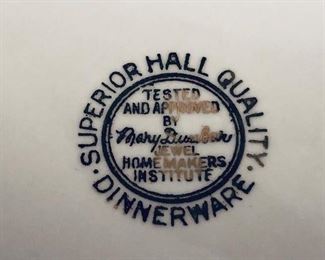 · SUPERIOR HALL QUALITY ·
DINNERWARE
TESTED
AND APPROVED
BY
Mary Dunbar
JEWEL
HOMEMAKERS
INSTITUTE